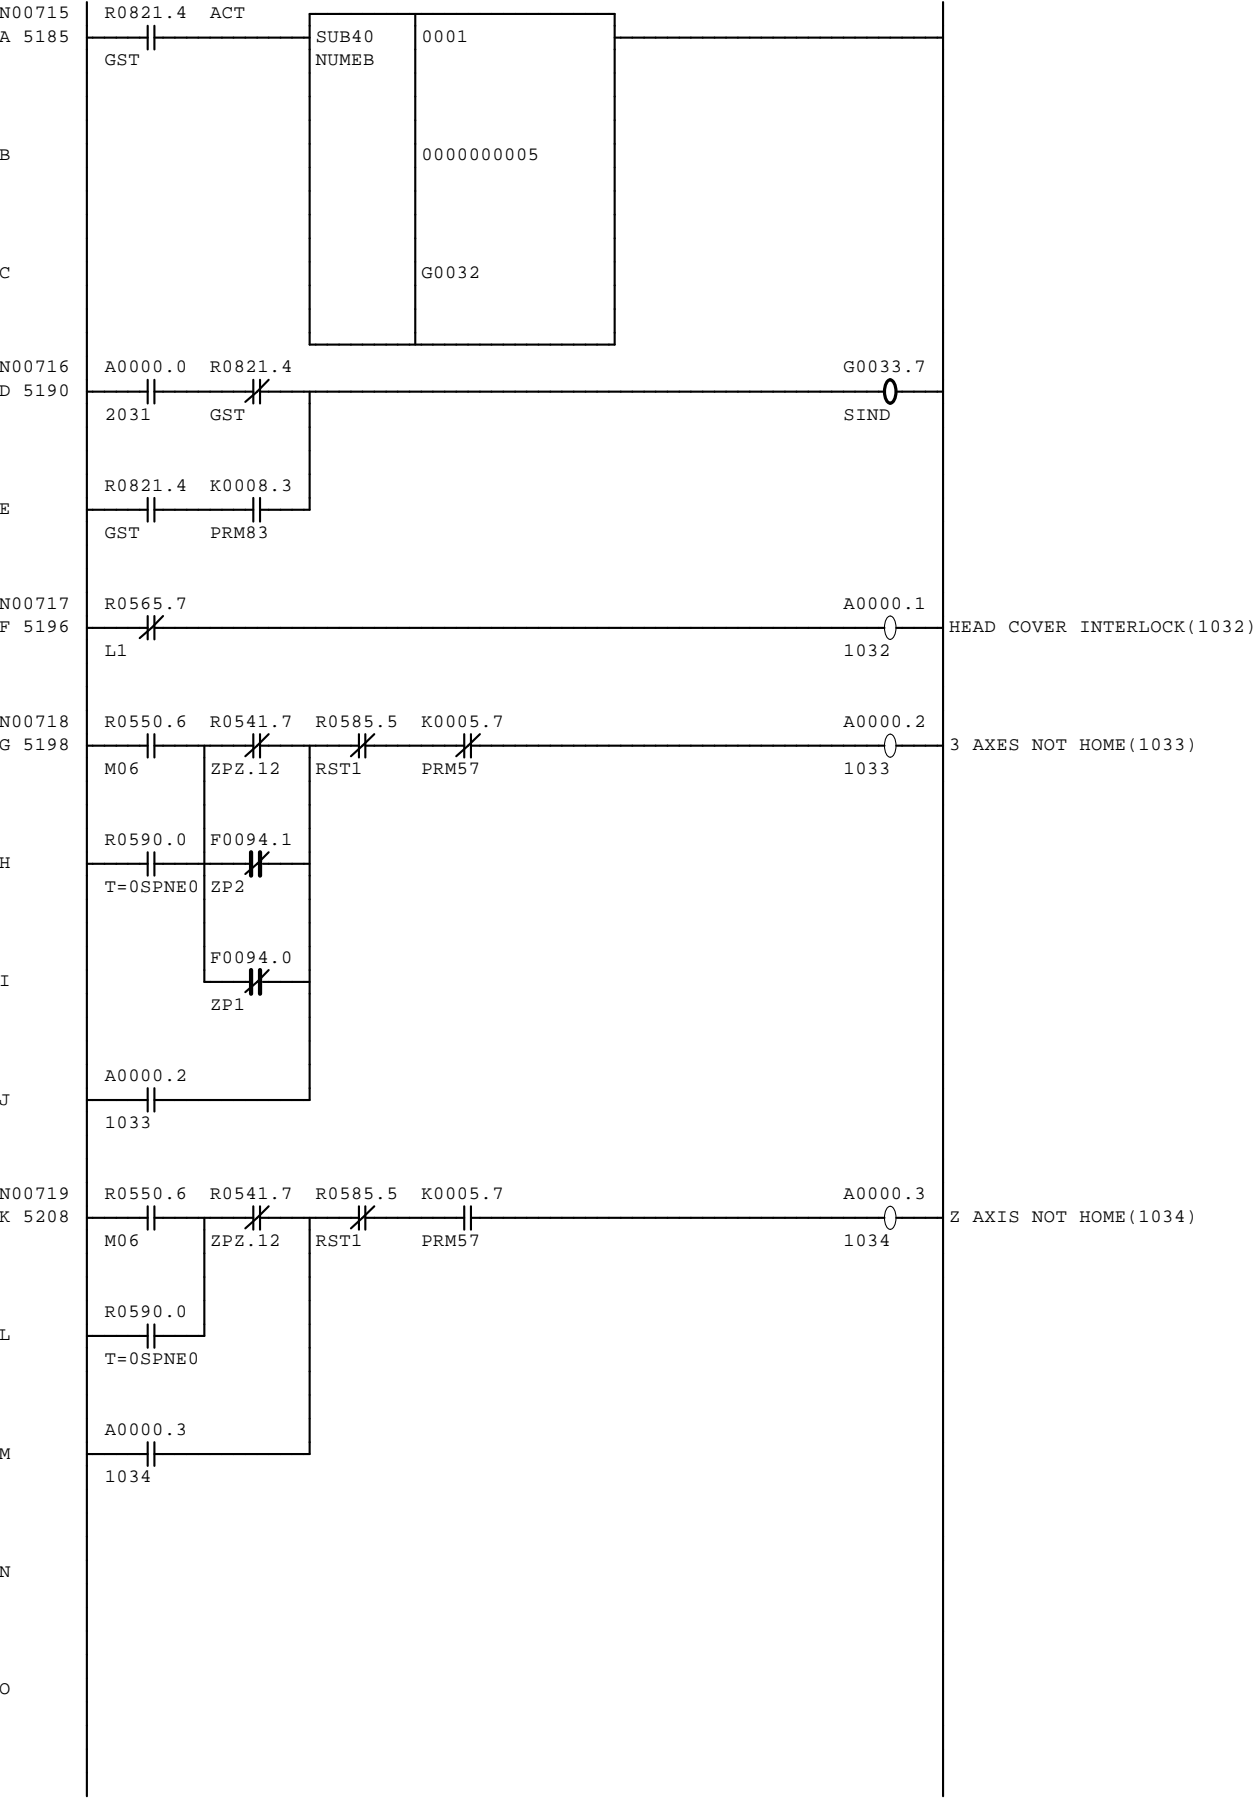 N00715 R0821.4 ACT
A 5185 SUB40 0001
GST NUMEB
B 0000000005
C G0032
N00716 A0000.0 R0821.4 G0033.7
D 5190
2031 GST SIND
R0821.4 K0008.3
E
GST PRM83
N00717 R0565.7 A0000.1
F 5196 HEAD COVER INTERLOCK(1032)
L1 1032
N00718 R0550.6 R0541.7 R0585.5 K0005.7 A0000.2
G 5198 3 AXES NOT HOME(1033)
M06 ZPZ.12 RST1 PRM57 1033
R0590.0 F0094.1
H
T=0SPNE0 ZP2
F0094.0
I
ZP1
A0000.2
J
1033
N00719 R0550.6 R0541.7 R0585.5 K0005.7 A0000.3
K 5208 Z AXIS NOT HOME(1034)
M06 ZPZ.12 RST1 PRM57 1034
R0590.0
L
T=0SPNE0
A0000.3
M
1034
N
O